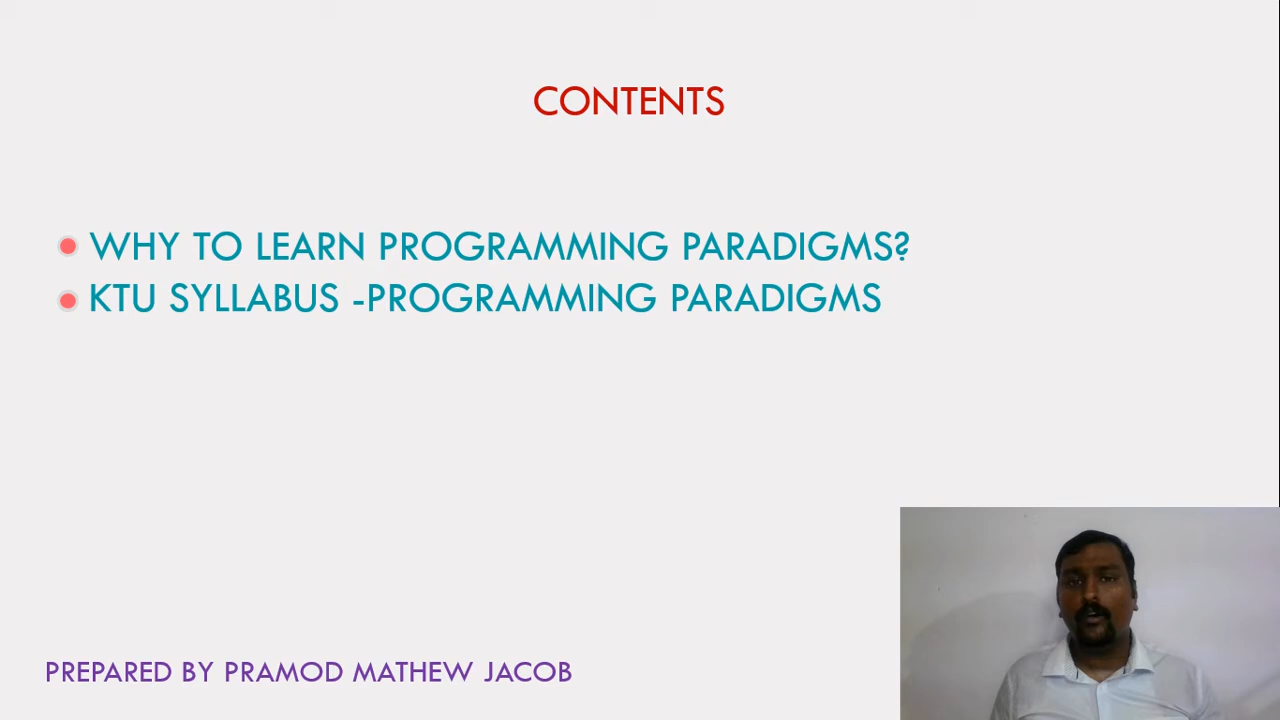 CONTENTS
WHY TO LEARN PROGRAMMING PARADIGMS?
KTU SYLLABUS -PROGRAMMING PARADIGMS
PREPARED BY PRAMOD MATHEW JACOB